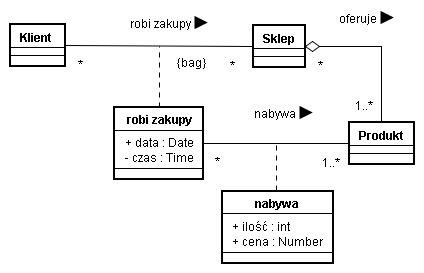 robi zakupy ▶
oferuje ▶
Klient
Sklep
*
{bag}
*
*
1..*
nabywa ▶
robi zakupy
+ data : Date
- czas : Time
Produkt
*
1..*
nabywa
+ ilość : int
+ cena : Number